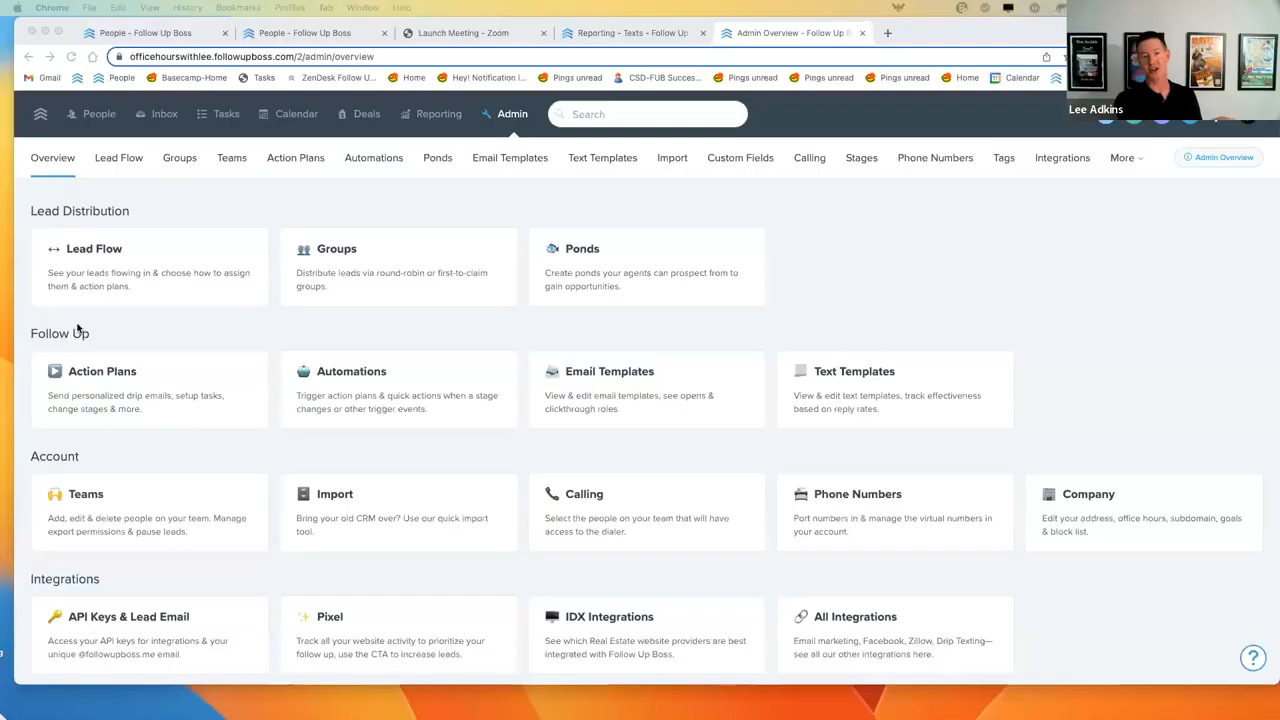 Chrome File Edit View History Bookmarks Profiles Tab Window Help
People - Follow Up Boss
People - Follow Up Boss
Launch Meeting - Zoom
Reporting - Texts - Follow Up
Admin Overview - Follow Up B
officehourswithlee.followupboss.com/2/admin/overview
Gmail People Basecamp-Home Tasks ZenDesk Follow U... Home Hey! Notification i... Pings unread CSD-FUB Succes... Pings unread Pings unread Pings unread Home Calendar
Lee Adkins
People Inbox Tasks Calendar Deals Reporting Admin Search
Overview Lead Flow Groups Teams Action Plans Automations Ponds Email Templates Text Templates Import Custom Fields Calling Stages Phone Numbers Tags Integrations More Admin Overview
Lead Distribution
Lead Flow
See your leads flowing in & choose how to assign
them & action plans.
Groups
Distribute leads via round-robin or first-to-claim
groups.
Ponds
Create ponds your agents can prospect from to
gain opportunities.
Follow Up
Action Plans
Send personalized drip emails, setup tasks,
change stages & more.
Automations
Trigger action plans & quick actions when a stage
changes or other trigger events.
Email Templates
View & edit email templates, see opens &
clickthrough roles.
Text Templates
View & edit text templates, track effectiveness
based on reply rates.
Account
Teams
Add, edit & delete people on your team. Manage
export permissions & pause leads.
Import
Bring your old CRM over? Use our quick import
tool.
Calling
Select the people on your team that will have
access to the dialer.
Phone Numbers
Port numbers in & manage the virtual numbers in
your account.
Company
Edit your address, office hours, subdomain, goals
& block list.
Integrations
API Keys & Lead Email
Access your API keys for integrations & your
unique @followupboss.me email.
Pixel
Track all your website activity to prioritize your
follow up, use the CTA to increase leads.
IDX Integrations
See which Real Estate website providers are best
integrated with Follow Up Boss.
All Integrations
Email marketing, Facebook, Zillow, Drip Texting—
see all our other integrations here.
?